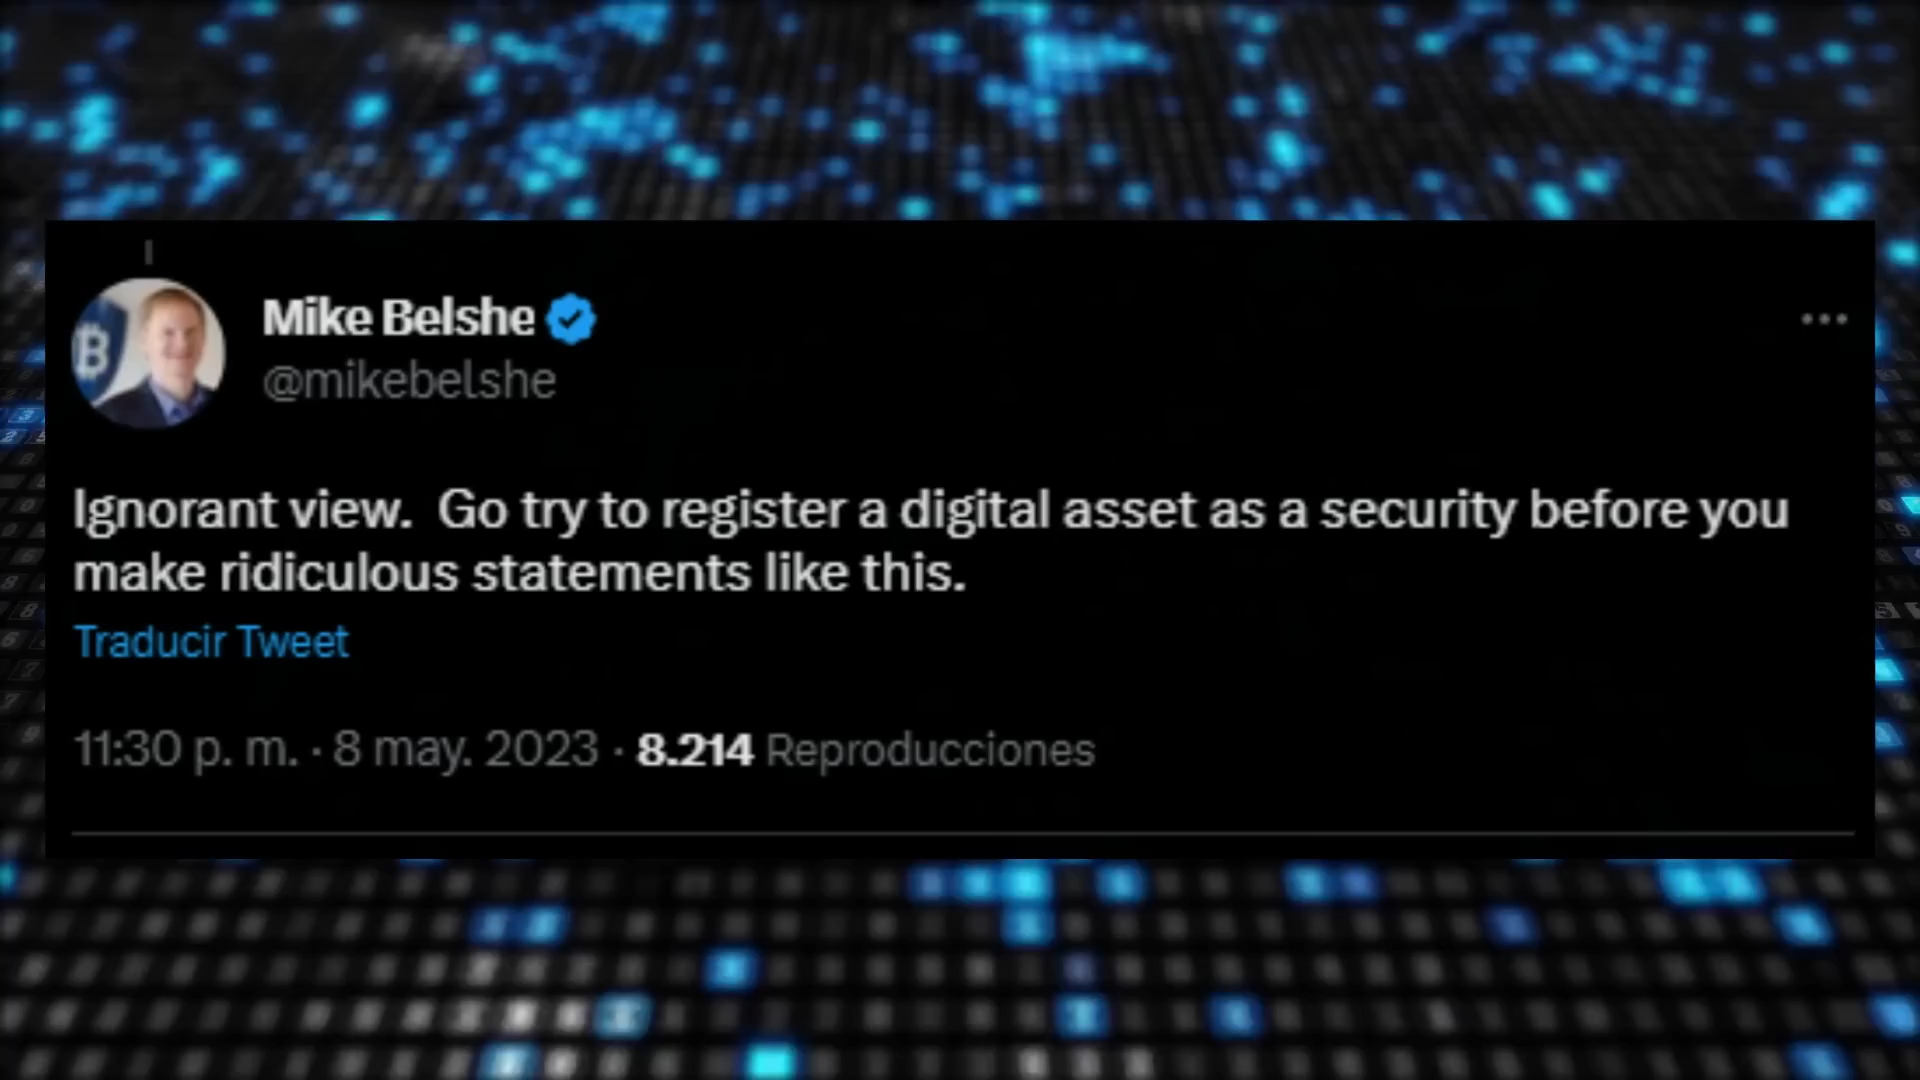 Mike Belshe
@mikebelshe
Ignorant view.  Go try to register a digital asset as a security before you
make ridiculous statements like this.
Traducir Tweet
11:30 p. m. · 8 may. 2023 · 8.214 Reproducciones